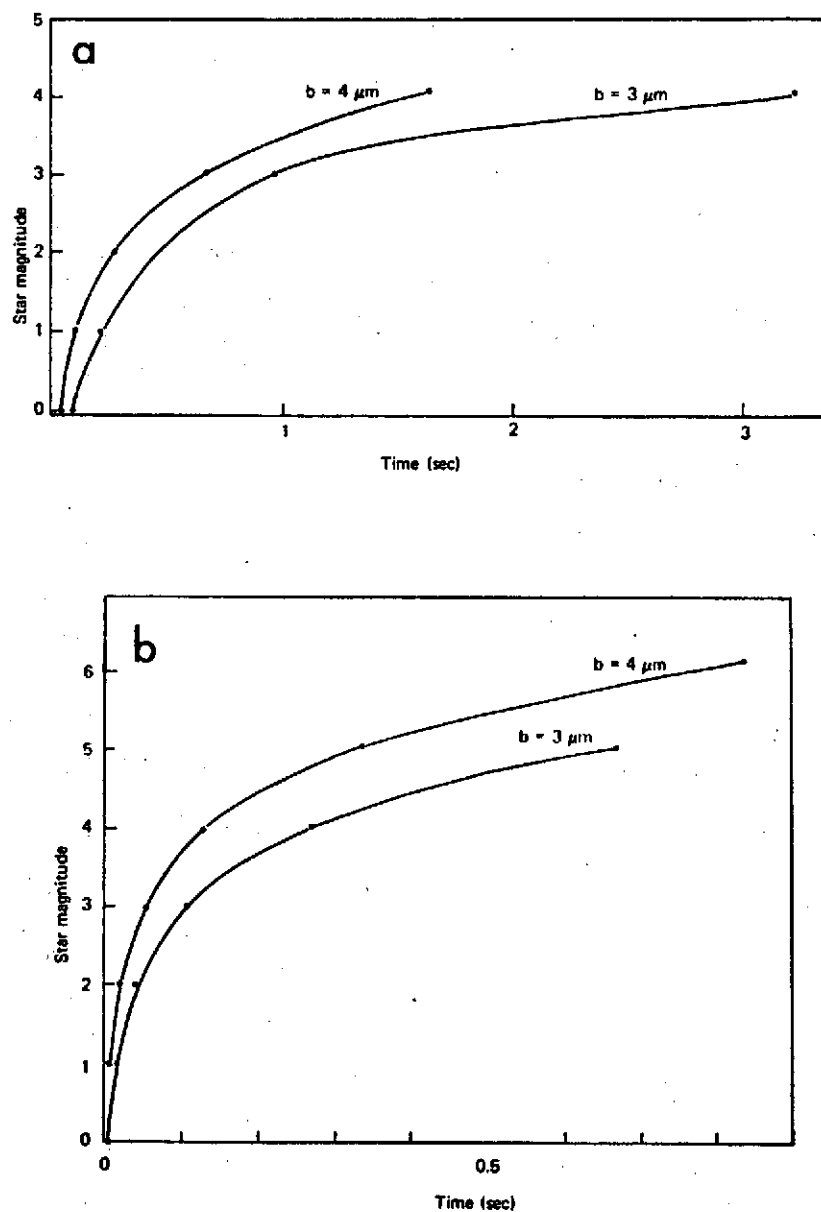 a
5
4
3
2
1
0
Star magnitude
b = 4 μm
b = 3 μm
1
2
3
Time (sec)
b
6
5
4
3
2
1
0
Star magnitude
b = 4 μm
b = 3 μm
0
0.5
Time (sec)